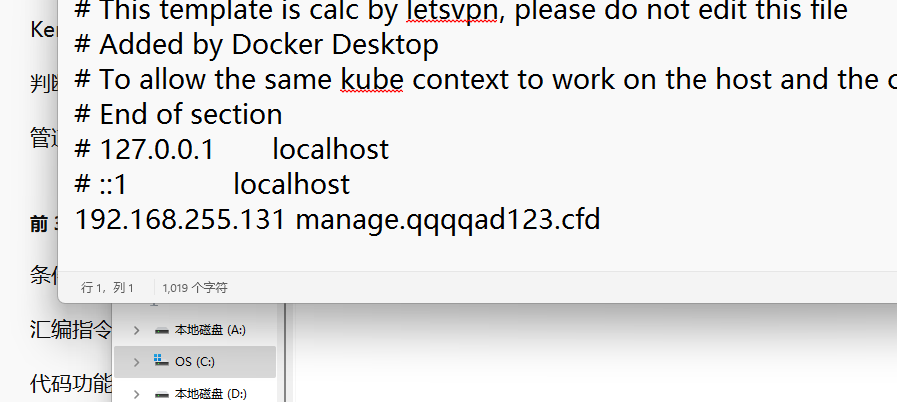 # This template is calc by letsvpn, please do not edit this file
# Added by Docker Desktop
# To allow the same kube context to work on the host and the
# End of section
# 127.0.0.1 localhost
# ::1 localhost
192.168.255.131 manage.qqqqad123.cfd
行 1，列 1
1,019 个字符
判断
管道
前 3
条件
汇编指令
代码功能
本地磁盘 (A:)
OS (C:)
本地磁盘 (D:)